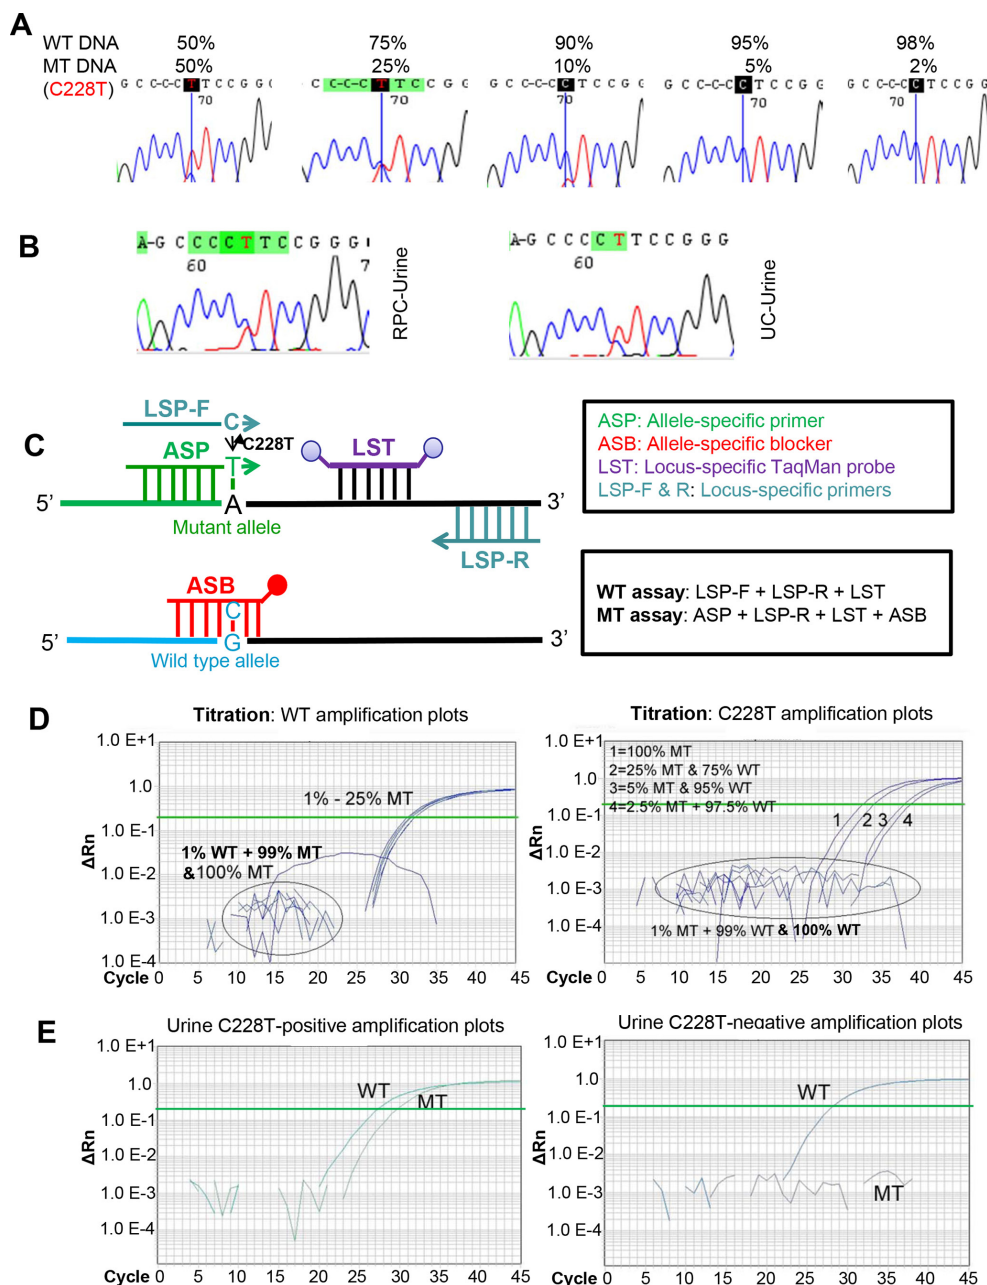 A
WT DNA 50% 75% 90% 95% 98%
MT DNA 50% 25% 10% 5% 2%
(C228T)
G C C-C-C T T C C G G G
C C-C-C T T C C G G
G C C-C-C C T C C G G
G C C-C-C C T C C G G
G C C-C-C C T C C G G
70 70 70 70 70
B
A-G C C C C T T C C G G G
60 7
RPC-Urine
A-G C C C C T T C C G G G
60
UC-Urine
C
LSP-F C
C228T
ASP T
LST
5’ A 3’
Mutant allele
LSP-R
ASB
C
5’ G 3’
Wild type allele
ASP: Allele-specific primer
ASB: Allele-specific blocker
LST: Locus-specific TaqMan probe
LSP-F & R: Locus-specific primers
WT assay: LSP-F + LSP-R + LST
MT assay: ASP + LSP-R + LST + ASB
D
Titration: WT amplification plots
1.0 E+1
1.0
1.0 E-1
1.0 E-2
1.0 E-3
1.0 E-4
ΔRn
1% - 25% MT
1% WT + 99% MT
&100% MT
Cycle 5 10 15 20 25 30 35 40 45
Titration: C228T amplification plots
1.0 E+1
1.0
1.0 E-1
1.0 E-2
1.0 E-3
1.0 E-4
ΔRn
1=100% MT
2=25% MT & 75% WT
3=5% MT & 95% WT
4=2.5% MT + 97.5% WT
1 2 3 4
1% MT + 99% WT & 100% WT
Cycle 5 10 15 20 25 30 35 40 45
E
Urine C228T-positive amplification plots
1.0 E+1
1.0
1.0 E-1
1.0 E-2
1.0 E-3
1.0 E-4
ΔRn
WT
MT
Cycle 5 10 15 20 25 30 35 40 45
Urine C228T-negative amplification plots
1.0 E+1
1.0
1.0 E-1
1.0 E-2
1.0 E-3
1.0 E-4
ΔRn
WT
MT
Cycle 5 10 15 20 25 30 35 40 45